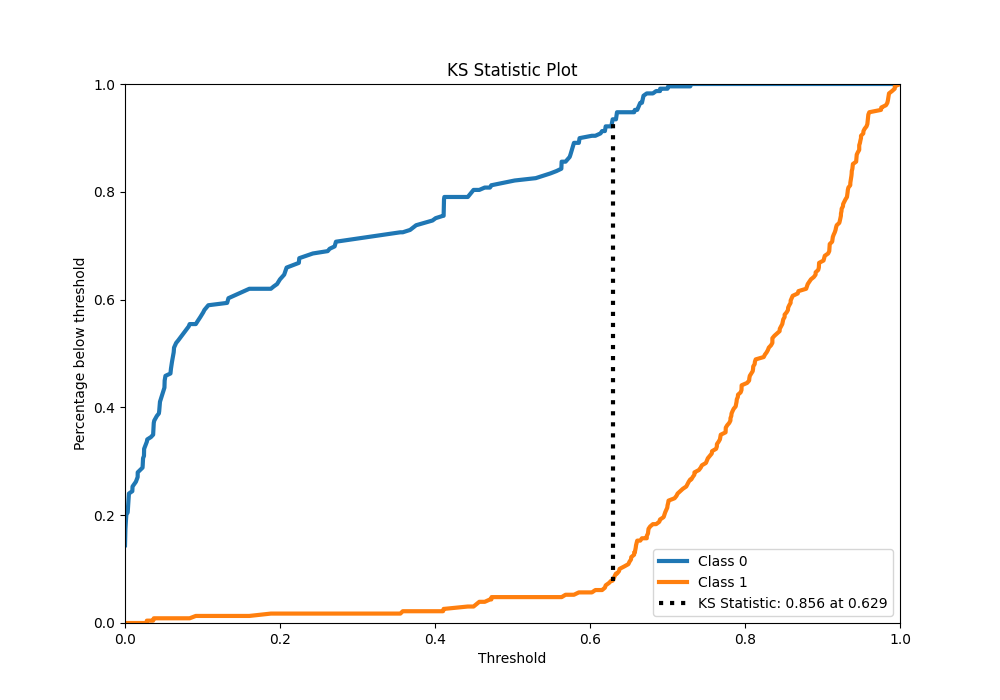 KS Statistic Plot
1.0
0.8
0.6
0.4
0.2
0.0
Percentage below threshold
0.0 0.2 0.4 0.6 0.8 1.0
Threshold
Class 0
Class 1
KS Statistic: 0.856 at 0.629